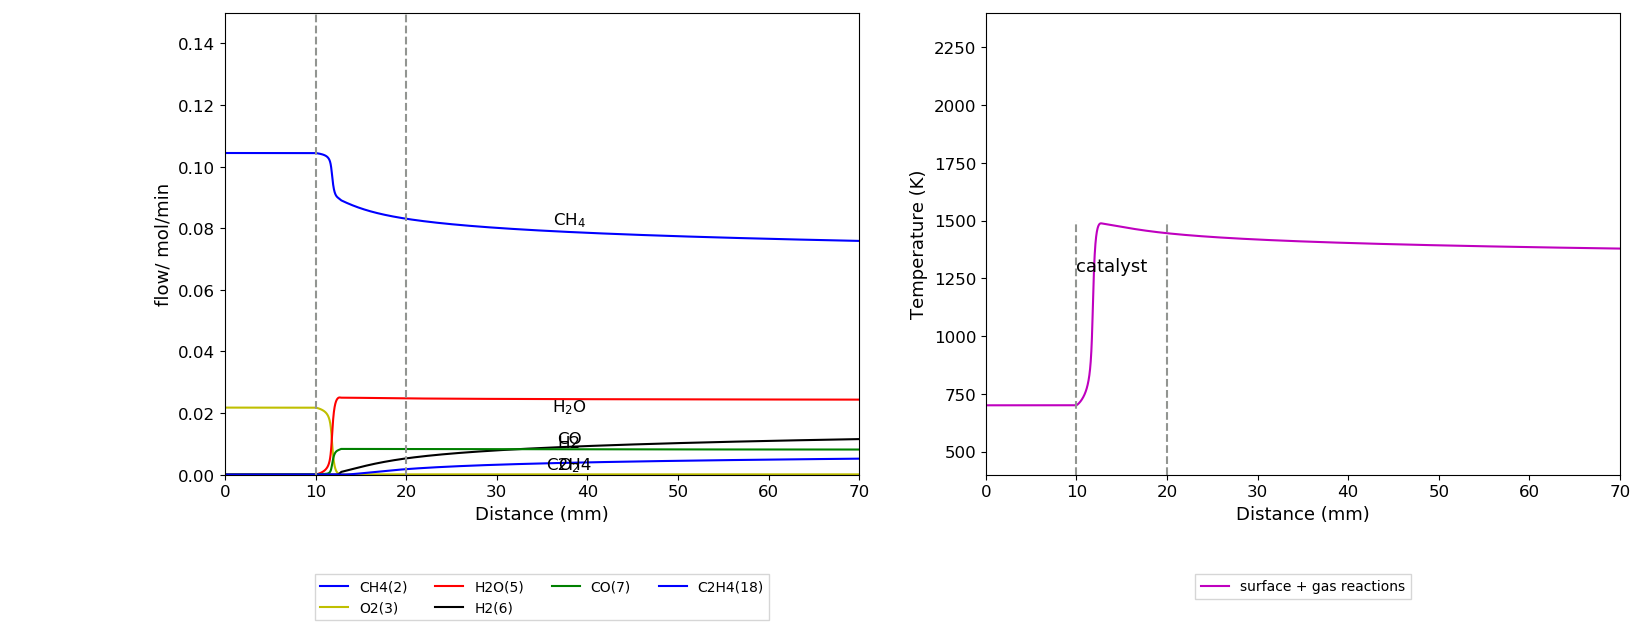 0.14
0.12
0.10
0.08
0.06
0.04
0.02
0.00
flow/ mol/min
CH₄
H₂O
CO
H2
C2H4
O₂
0 10 20 30 40 50 60 70
Distance (mm)
CH4(2) H2O(5) CO(7) C2H4(18)
O2(3) H2(6)
2250
2000
1750
1500
1250
1000
750
500
Temperature (K)
catalyst
0 10 20 30 40 50 60 70
Distance (mm)
surface + gas reactions